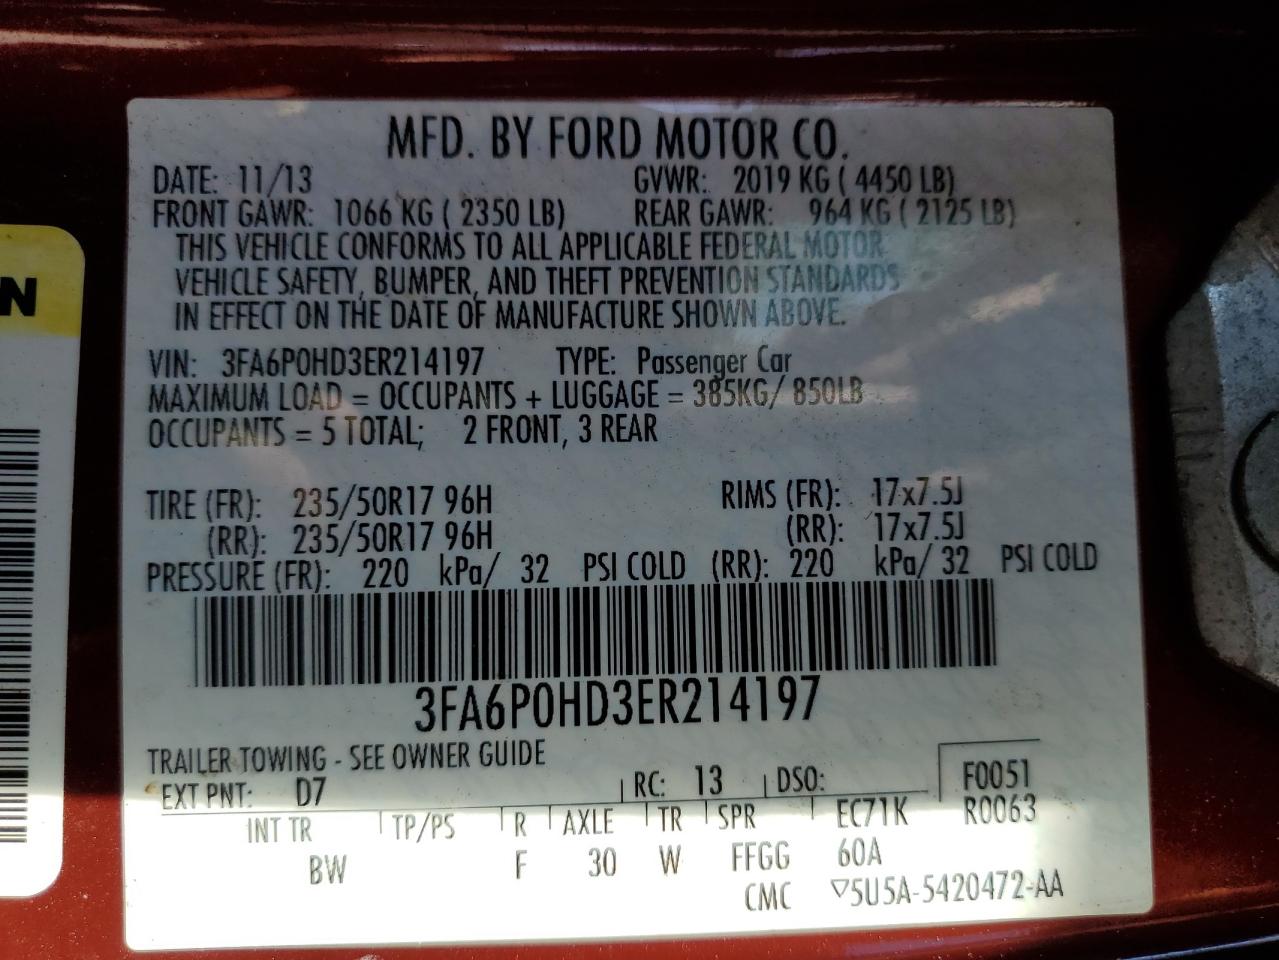 MFD. BY FORD MOTOR CO.
DATE: 11/13 GVWR: 2019 KG ( 4450 LB)
FRONT GAWR: 1066 KG ( 2350 LB) REAR GAWR: 964 KG ( 2125 LB)
THIS VEHICLE CONFORMS TO ALL APPLICABLE FEDERAL MOTOR
VEHICLE SAFETY, BUMPER, AND THEFT PREVENTION STANDARDS
IN EFFECT ON THE DATE OF MANUFACTURE SHOWN ABOVE.
VIN: 3FA6P0HD3ER214197 TYPE: Passenger Car
MAXIMUM LOAD = OCCUPANTS + LUGGAGE = 385KG/ 850LB
OCCUPANTS = 5 TOTAL; 2 FRONT, 3 REAR
TIRE (FR): 235/50R17 96H RIMS (FR): 17x7.5J
(RR): 235/50R17 96H (RR): 17x7.5J
PRESSURE (FR): 220 kPa/ 32 PSI COLD (RR): 220 kPa/ 32 PSI COLD
3FA6P0HD3ER214197
TRAILER TOWING - SEE OWNER GUIDE
EXT PNT: D7 RC: 13 DSO: F0051
INT TR TP/PS R AXLE TR SPR EC71K R0063
BW F 30 W FFGG 60A
CMC ▽5U5A-5420472-AA
N